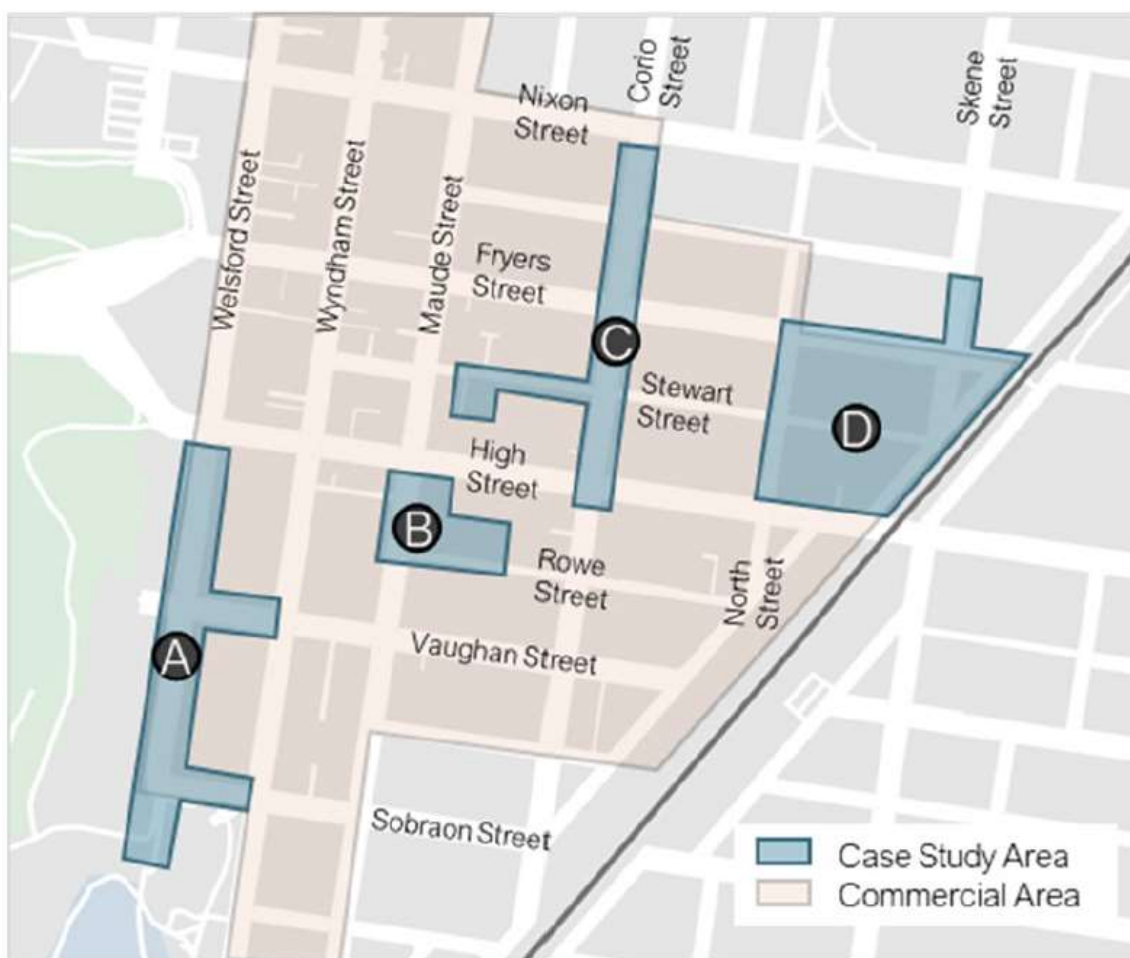 Nixon
Street
Corio
Street
Skene
Street
Welsford Street
Wyndham Street
Maude Street
Fryers
Street
C
Stewart
Street
D
High
Street
B
Rowe
Street
North
Street
A
Vaughan Street
Sobraon Street
Case Study Area
Commercial Area